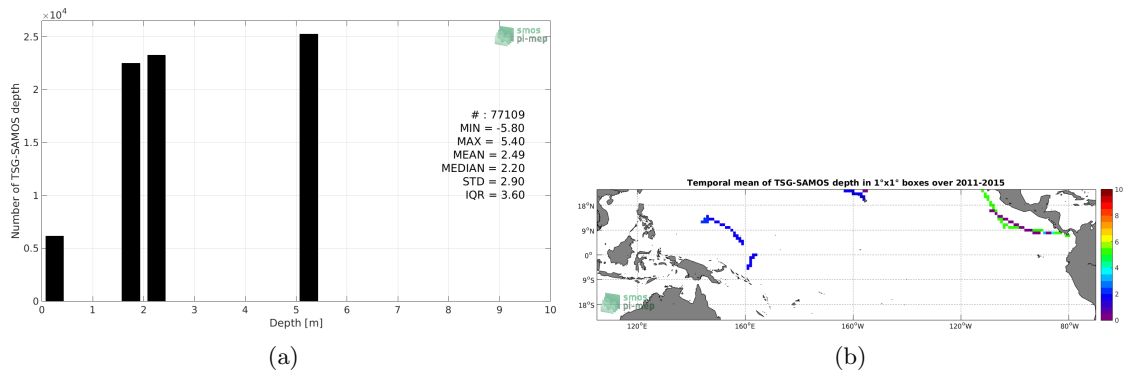 ×10⁴
2.5
2
1.5
1
0.5
0
0 1 2 3 4 5 6 7 8 9 10
Number of TSG-SAMOS depth
Depth [m]
smos
pi-mep
# : 77109
MIN = -5.80
MAX = 5.40
MEAN = 2.49
MEDIAN = 2.20
STD = 2.90
IQR = 3.60
(a)
Temporal mean of TSG-SAMOS depth in 1°x1° boxes over 2011-2015
18°N
9°N
0°
9°S
18°S
120°E 160°E 160°W 120°W 80°W
10
8
6
4
2
0
smos
pi-mep
(b)